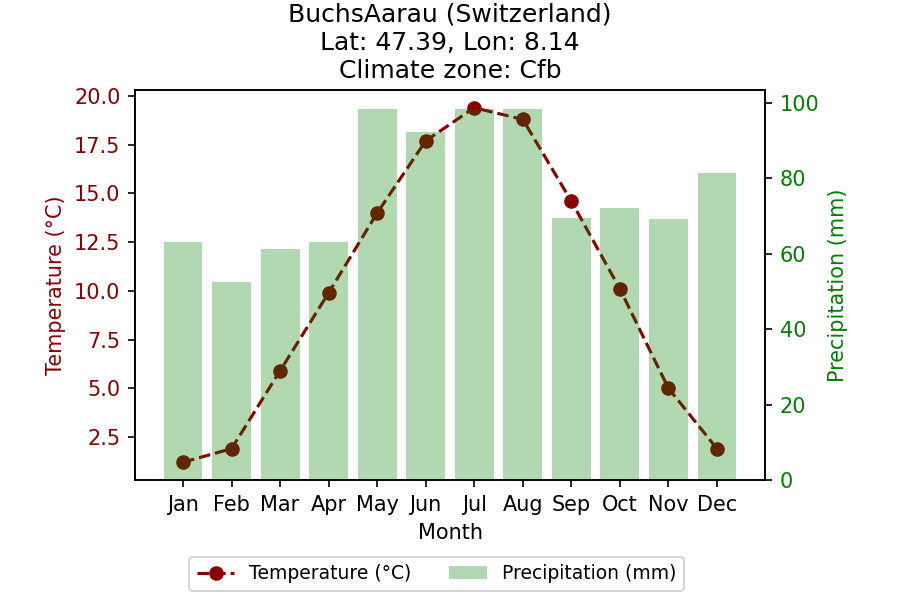 BuchsAarau (Switzerland)
Lat: 47.39, Lon: 8.14
Climate zone: Cfb
Temperature (°C)
20.0
17.5
15.0
12.5
10.0
7.5
5.0
2.5
100
80
60
40
20
0
Precipitation (mm)
Jan Feb Mar Apr May Jun Jul Aug Sep Oct Nov Dec
Month
Temperature (°C) Precipitation (mm)